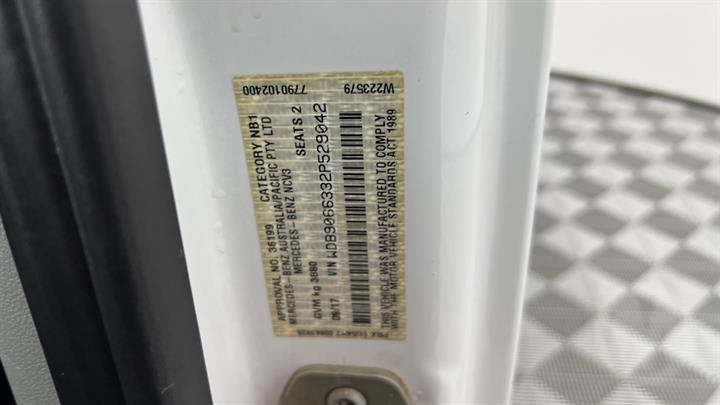 APPROVAL NO. 36199 CATEGORY NB1
MERCEDES-BENZ AUSTRALIA/PACIFIC PTY LTD
MERCEDES-BENZ NCV3
GVM kg 3880 SEATS 2
09/17 VIN WDB9066332P529042
THIS VEHICLE WAS MANUFACTURED TO COMPLY
WITH THE MOTOR VEHICLE STANDARDS ACT 1989
7790102400
W223579